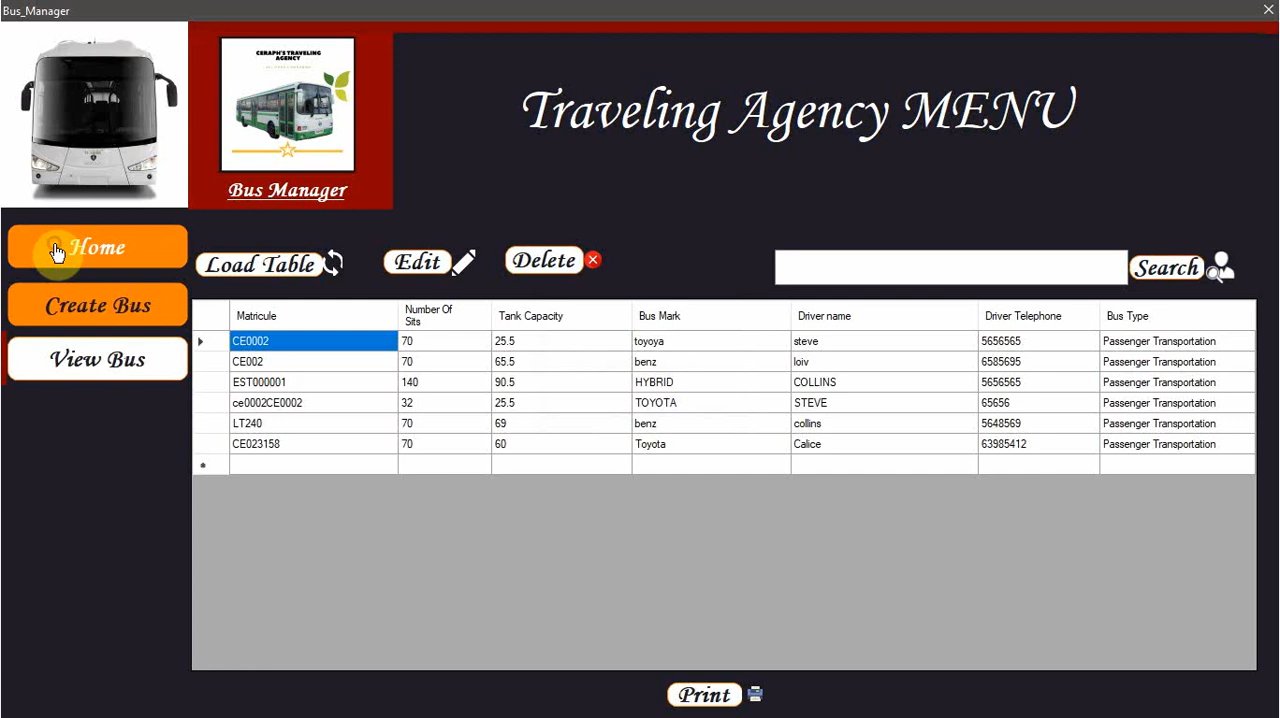 Bus_Manager
CERAPH'S TRAVELING
AGENCY
Bus Manager
Traveling Agency MENU
Home
Create Bus
View Bus
Load Table
Edit
Delete
Search
Matricule Number Of Sits Tank Capacity Bus Mark Driver name Driver Telephone Bus Type
CE0002 70 25.5 toyoya steve 5656565 Passenger Transportation
CE002 70 65.5 benz loiv 6585695 Passenger Transportation
EST000001 140 90.5 HYBRID COLLINS 5656565 Passenger Transportation
ce0002CE0002 32 25.5 TOYOTA STEVE 65656 Passenger Transportation
LT240 70 69 benz collins 5648569 Passenger Transportation
CE023158 70 60 Toyota Calice 63985412 Passenger Transportation
Print